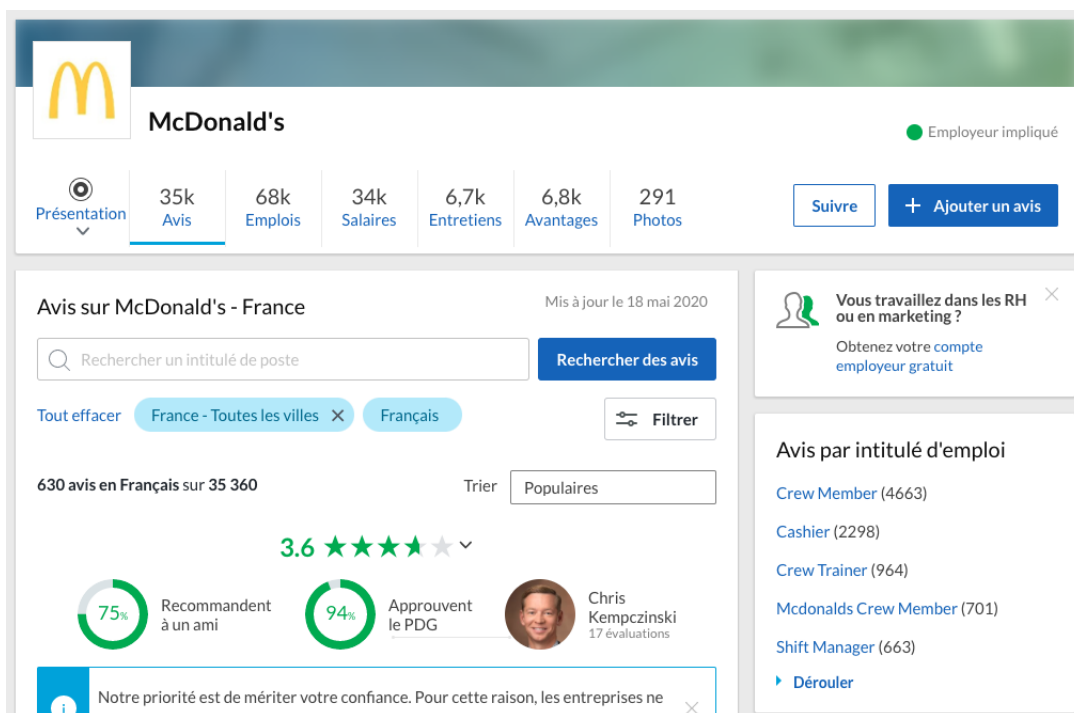 McDonald's
Employeur impliqué
Présentation
35k
Avis
68k
Emplois
34k
Salaires
6,7k
Entretiens
6,8k
Avantages
291
Photos
Suivre
+ Ajouter un avis
Avis sur McDonald's - France
Mis à jour le 18 mai 2020
Rechercher un intitulé de poste
Rechercher des avis
Tout effacer
France - Toutes les villes
Français
Filtrer
630 avis en Français sur 35 360
Trier
Populaires
3.6
75%
Recommandent
à un ami
94%
Approuvent
le PDG
Chris
Kempczinski
17 évaluations
Notre priorité est de mériter votre confiance. Pour cette raison, les entreprises ne
Vous travaillez dans les RH
ou en marketing ?
Obtenez votre compte
employeur gratuit
Avis par intitulé d'emploi
Crew Member (4663)
Cashier (2298)
Crew Trainer (964)
Mcdonalds Crew Member (701)
Shift Manager (663)
Dérouler